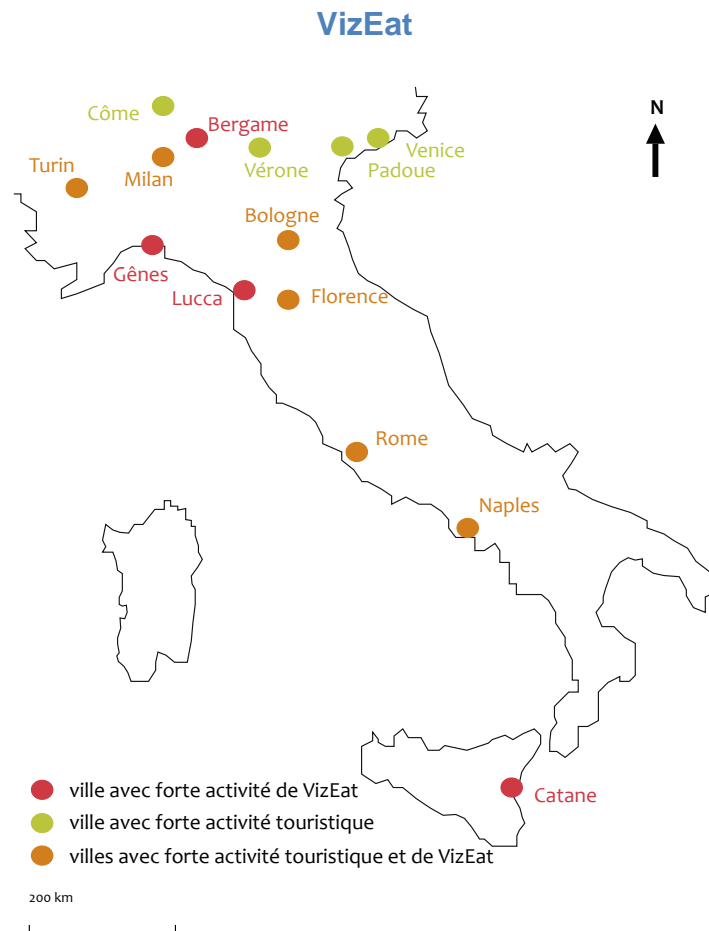 VizEat
Côme
N
Bergame
Venice
Turin
Milan
Vérone
Padoue
Bologne
Gênes
Lucca
Florence
Rome
Naples
ville avec forte activité de VizEat
Catane
ville avec forte activité touristique
villes avec forte activité touristique et de VizEat
200 km